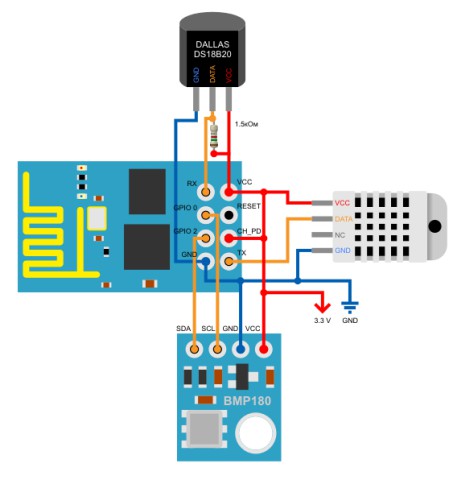 DALLAS
DS18B20
GND
DATA
VCC
1.5кОм
RX
VCC
GPIO 0
RESET
GPIO 2
CH_PD
GND
TX
VCC
DATA
NC
GND
3.3 V
GND
SDA
SCL
GND
VCC
BMP180